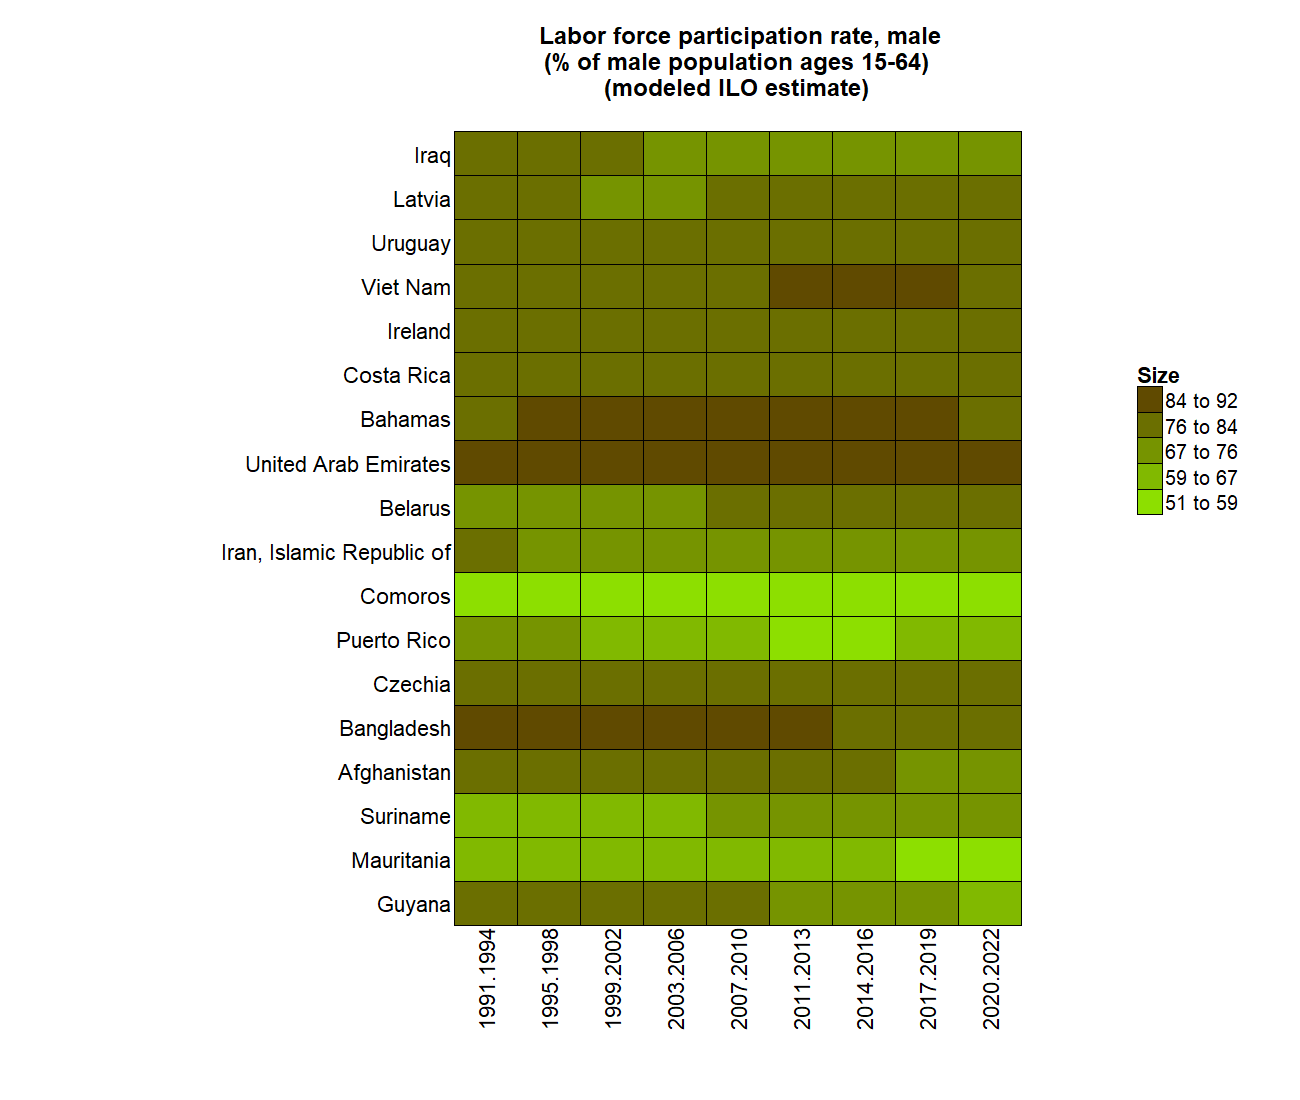 Labor force participation rate, male
(% of male population ages 15-64)
(modeled ILO estimate)
Iraq
Latvia
Uruguay
Viet Nam
Ireland
Costa Rica
Bahamas
United Arab Emirates
Belarus
Iran, Islamic Republic of
Comoros
Puerto Rico
Czechia
Bangladesh
Afghanistan
Suriname
Mauritania
Guyana
1991.1994
1995.1998
1999.2002
2003.2006
2007.2010
2011.2013
2014.2016
2017.2019
2020.2022
Size
84 to 92
76 to 84
67 to 76
59 to 67
51 to 59